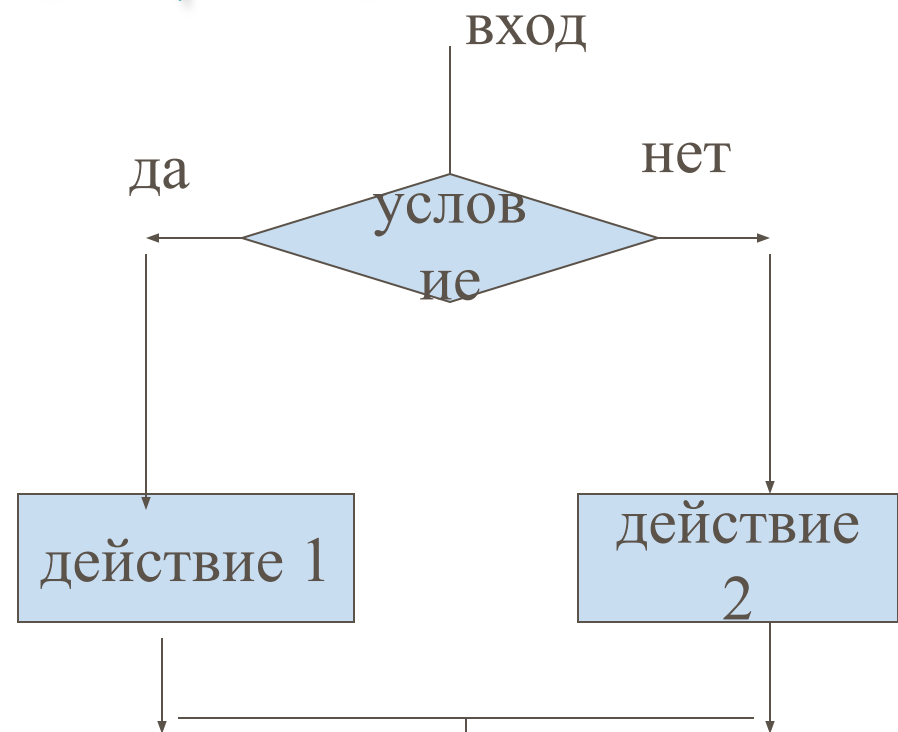 вход
да
нет
услов
ие
действие 1
действие
2